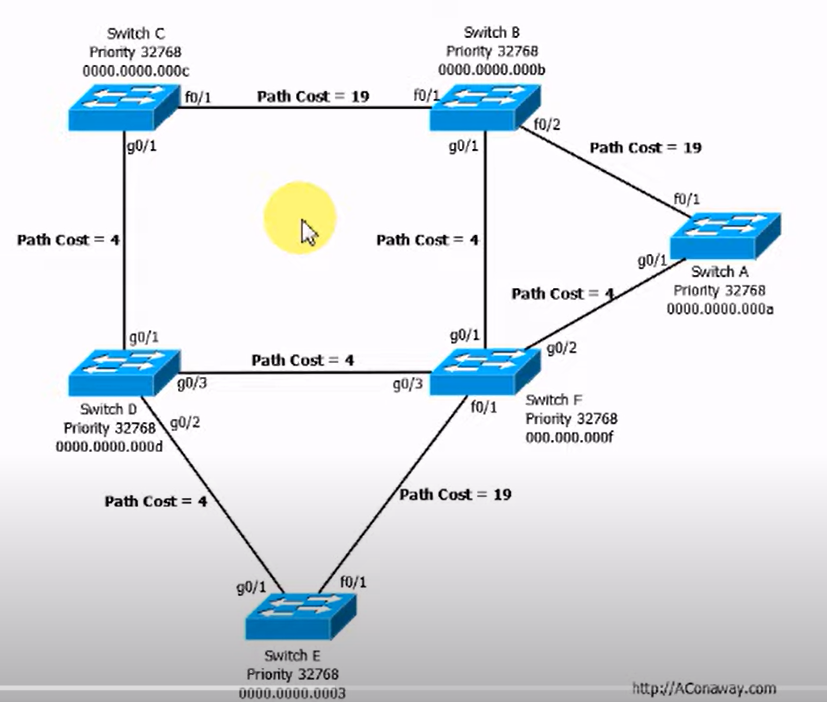 Switch C
Priority 32768
0000.0000.000c
Switch B
Priority 32768
0000.0000.000b
f0/1
Path Cost = 19
f0/1
f0/2
g0/1
g0/1
Path Cost = 19
f0/1
Path Cost = 4
Path Cost = 4
g0/1
Switch A
Priority 32768
0000.0000.000a
Path Cost = 4
g0/1
g0/1
g0/2
Path Cost = 4
g0/3
g0/3
Switch D
Priority 32768
0000.0000.000d
g0/2
f0/1
Switch F
Priority 32768
000.000.000f
Path Cost = 4
Path Cost = 19
g0/1
f0/1
Switch E
Priority 32768
0000.0000.0003
http://AConaway.com